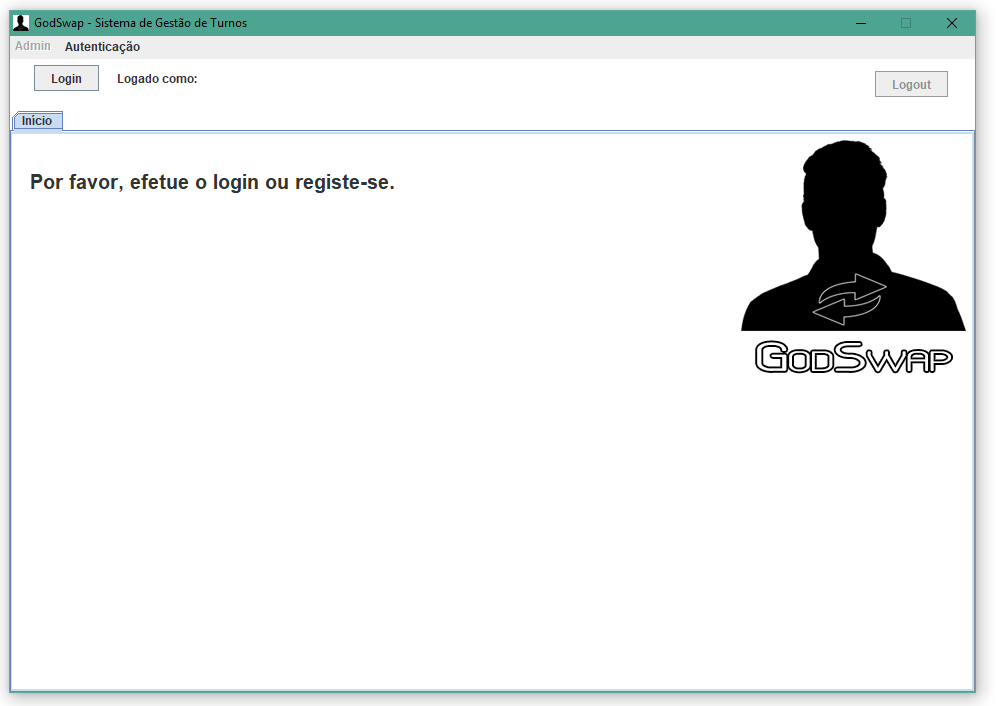 GodSwap - Sistema de Gestão de Turnos
Admin Autenticação
Login Logado como: Logout
Início
Por favor, efetue o login ou registe-se.
GodSwap